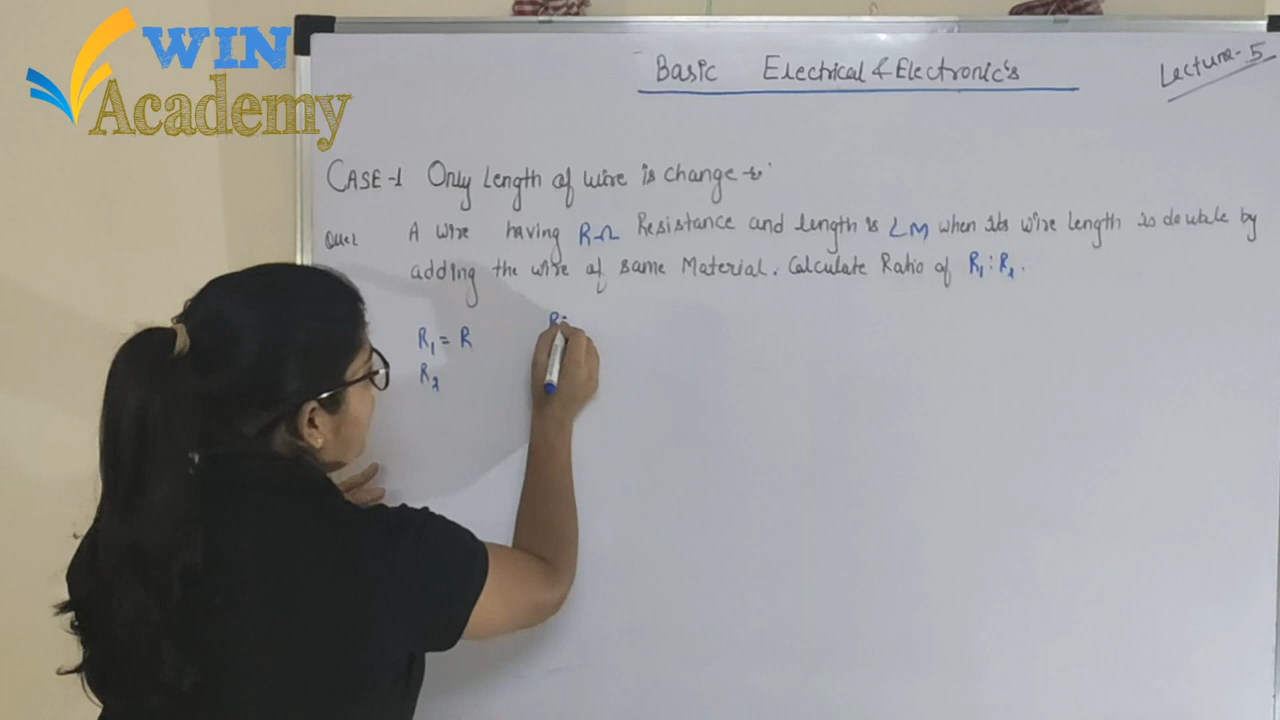 WIN
Academy
Basic Electrical & Electronic's
Lecture-5
CASE-1 Only Length of wire is change :-
Que: A wire having R-Ω Resistance and length is LM when its wire length is double by
adding the wire of same Material. Calculate Ratio of R₁:R₂.
R₁ = R
R₂
R=